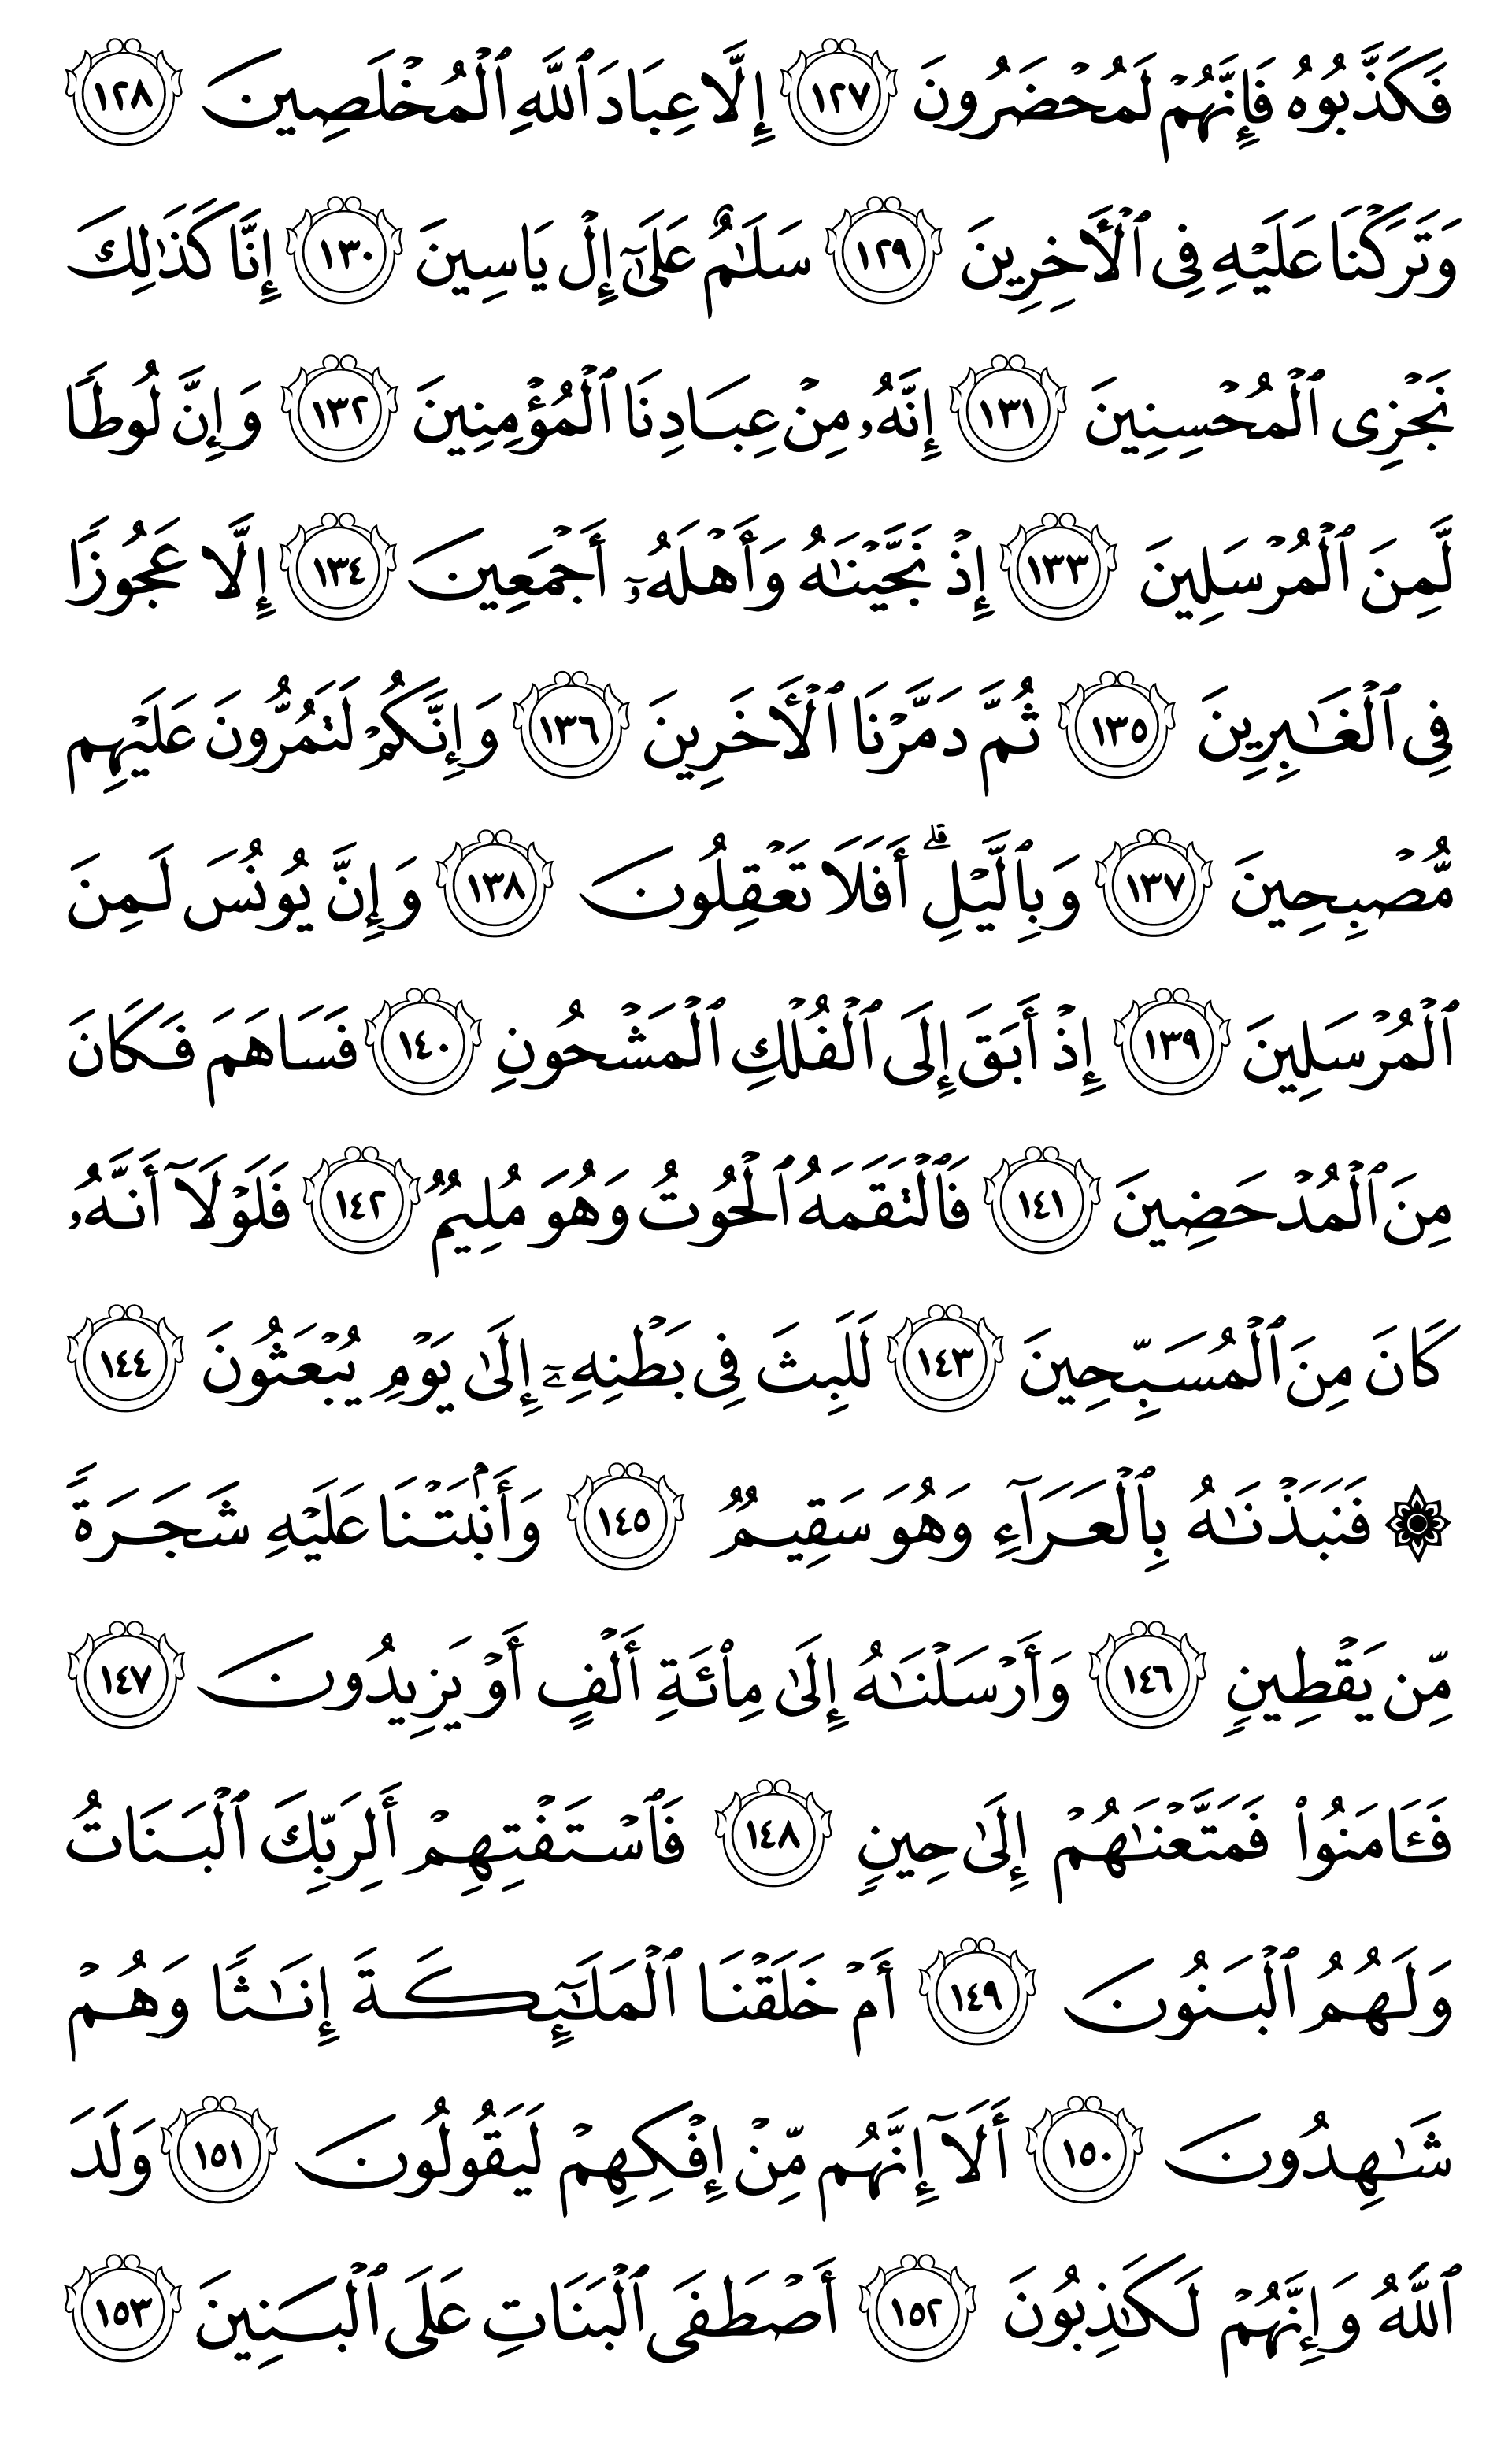 فَكَذَّبُوهُ فَإِنَّهُمْ لَمُحْضَرُونَ ١٢٧ إِلَّا عِبَادَ ٱللَّهِ ٱلْمُخْلَصِينَ ١٢٨
وَتَرَكْنَا عَلَيْهِ فِى ٱلْأَخِرِينَ ١٢٩ سَلَـٰمٌ عَلَىٰٓ إِلْ يَاسِينَ ١٣٠ إِنَّا كَذَٰلِكَ
نَجْزِى ٱلْمُحْسِنِينَ ١٣١ إِنَّهُۥ مِنْ عِبَادِنَا ٱلْمُؤْمِنِينَ ١٣٢ وَإِنَّ لُوطًا
لَّمِنَ ٱلْمُرْسَلِينَ ١٣٣ إِذْ نَجَّيْنَـٰهُ وَأَهْلَهُۥٓ أَجْمَعِينَ ١٣٤ إِلَّا عَجُوزًا
فِى ٱلْغَـٰبِرِينَ ١٣٥ ثُمَّ دَمَّرْنَا ٱلْأَخَرِينَ ١٣٦ وَإِنَّكُمْ لَتَمُرُّونَ عَلَيْهِم
مُّصْبِحِينَ ١٣٧ وَبِٱلَّيْلِ ۗ أَفَلَا تَعْقِلُونَ ١٣٨ وَإِنَّ يُونُسَ لَمِنَ
ٱلْمُرْسَلِينَ ١٣٩ إِذْ أَبَقَ إِلَى ٱلْفُلْكِ ٱلْمَشْحُونِ ١٤٠ فَسَاهَمَ فَكَانَ
مِنَ ٱلْمُدْحَضِينَ ١٤١ فَٱلْتَقَمَهُ ٱلْحُوتُ وَهُوَ مُلِيمٌ ١٤٢ فَلَوْلَآ أَنَّهُۥ
كَانَ مِنَ ٱلْمُسَبِّحِينَ ١٤٣ لَلَبِثَ فِى بَطْنِهِۦٓ إِلَىٰ يَوْمِ يُبْعَثُونَ ١٤٤
۞ فَنَبَذْنَـٰهُ بِٱلْعَرَآءِ وَهُوَ سَقِيمٌ ١٤٥ وَأَنۢبَتْنَا عَلَيْهِ شَجَرَةً
مِّن يَقْطِينٍ ١٤٦ وَأَرْسَلْنَـٰهُ إِلَىٰ مِا۟ئَةِ أَلْفٍ أَوْ يَزِيدُونَ ١٤٧
فَـَٔامَنُوا۟ فَمَتَّعْنَـٰهُمْ إِلَىٰ حِينٍ ١٤٨ فَٱسْتَفْتِهِمْ أَلِرَبِّكَ ٱلْبَنَاتُ
وَلَهُمُ ٱلْبَنُونَ ١٤٩ أَمْ خَلَقْنَا ٱلْمَلَـٰٓئِكَةَ إِنَـٰثًا وَهُمْ
شَـٰهِدُونَ ١٥٠ أَلَآ إِنَّهُم مِّنْ إِفْكِهِمْ لَيَقُولُونَ ١٥١ وَلَدَ
ٱللَّهُ وَإِنَّهُمْ لَكَـٰذِبُونَ ١٥٢ أَصْطَفَى ٱلْبَنَاتِ عَلَى ٱلْبَنِينَ ١٥٣